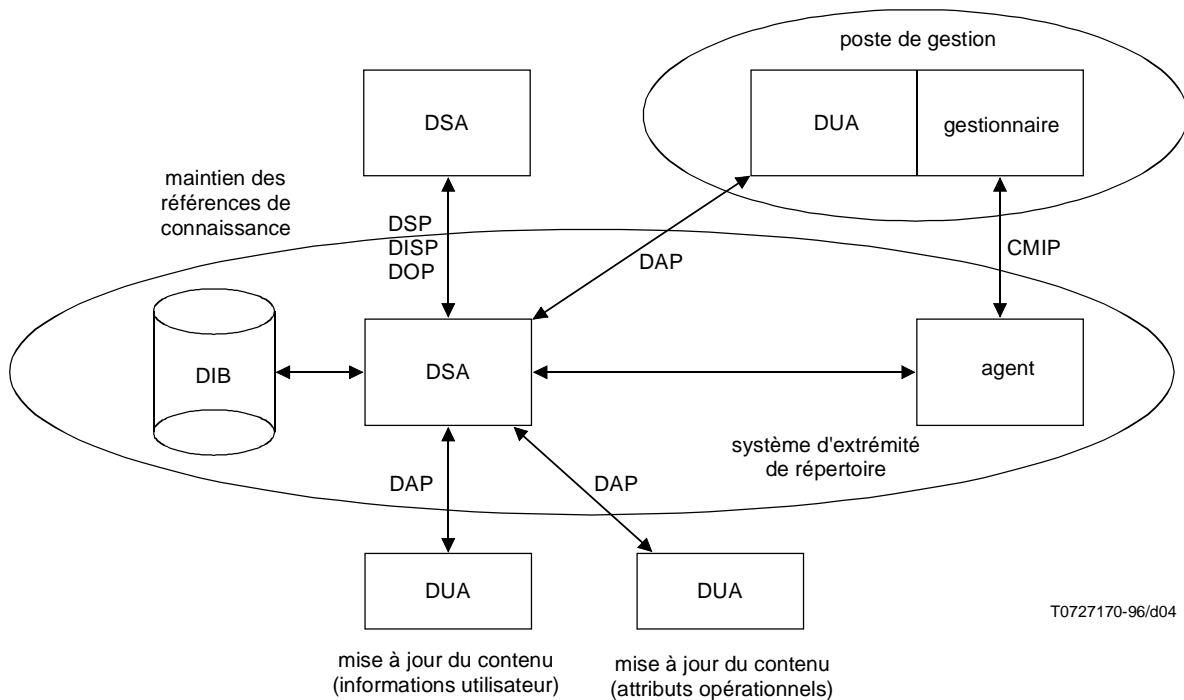 poste de gestion
DSA
DUA
gestionnaire
maintien des
références de
connaissance
DSP
DISP
DOP
DAP
CMIP
DIB
DSA
agent
système d'extrémité
de répertoire
DAP
DAP
DUA
DUA
T0727170-96/d04
mise à jour du contenu
(informations utilisateur)
mise à jour du contenu
(attributs opérationnels)